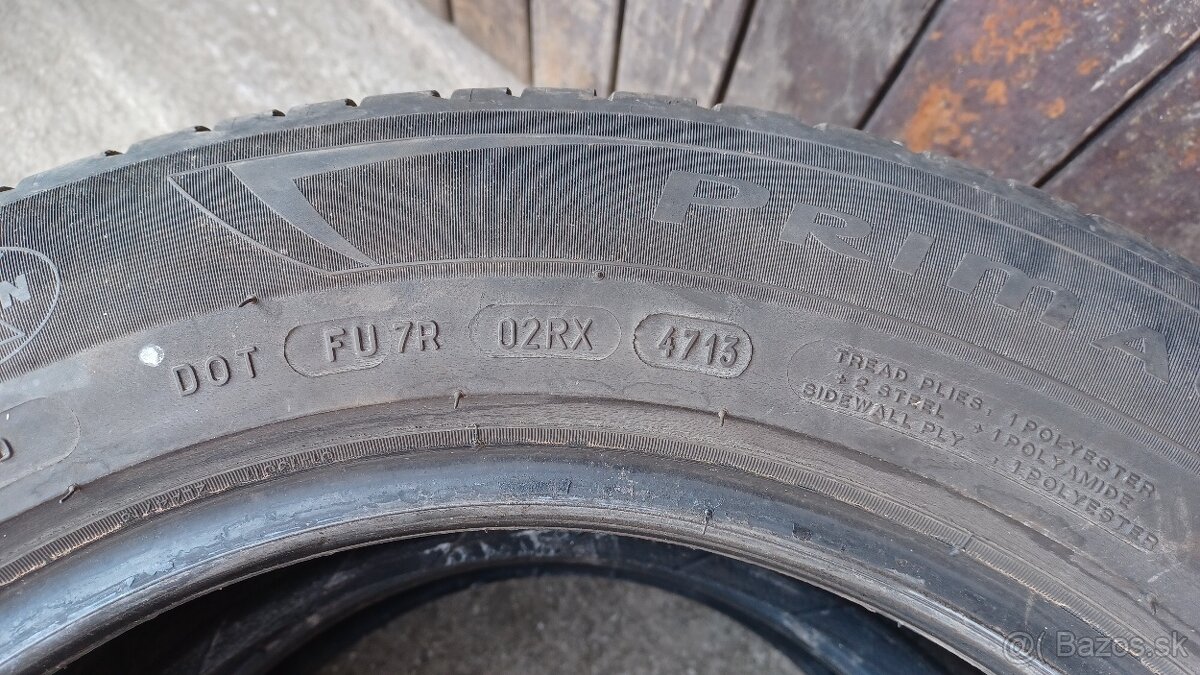 PRIMA
DOT FU 7R 02RX 4713
TREAD PLIES: 1 POLYESTER
+ 2 STEEL + 1 POLYAMIDE
SIDEWALL PLY + 1 POLYESTER
Bazos.sk